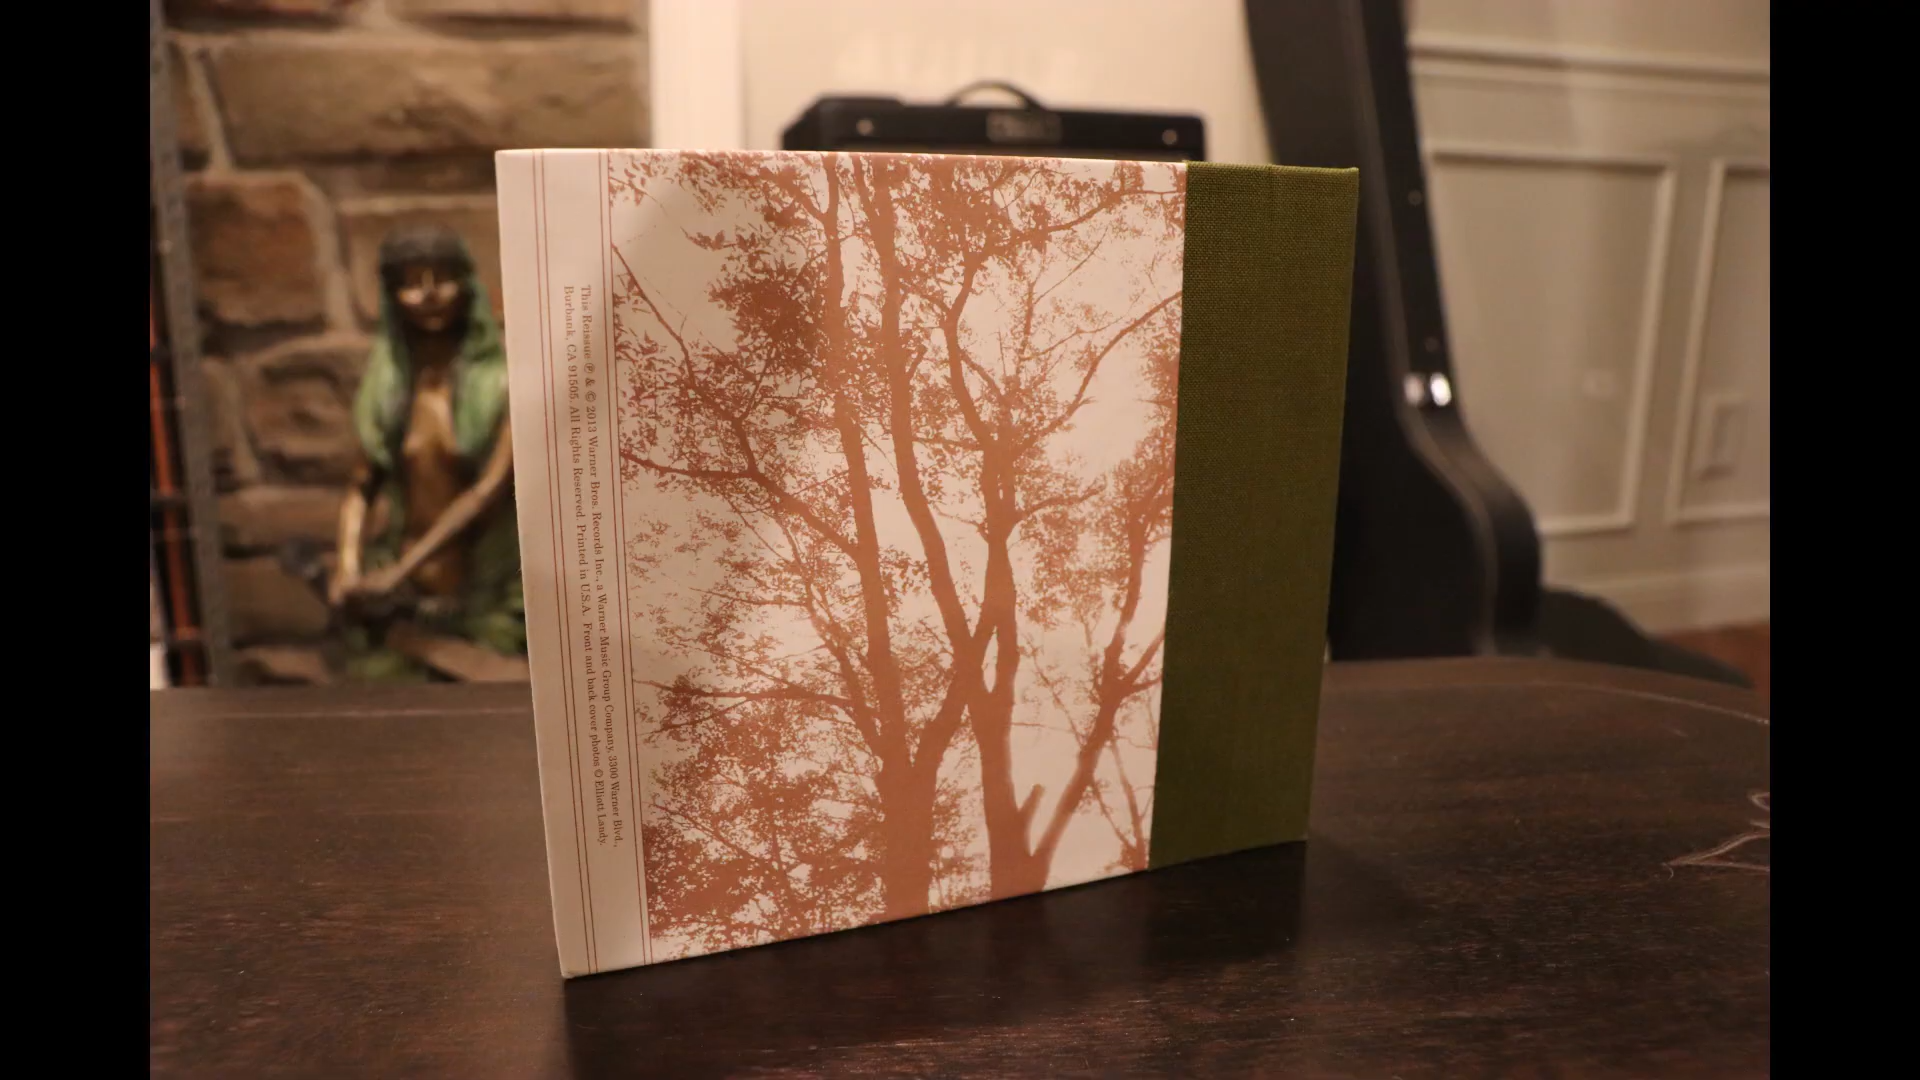 This Reissue ℗ & © 2013 Warner Bros. Records Inc., a Warner Music Group Company, 3300 Warner Blvd.,
Burbank, CA 91505. All Rights Reserved. Printed in U.S.A. Front and back cover photos © Elliott Landy.